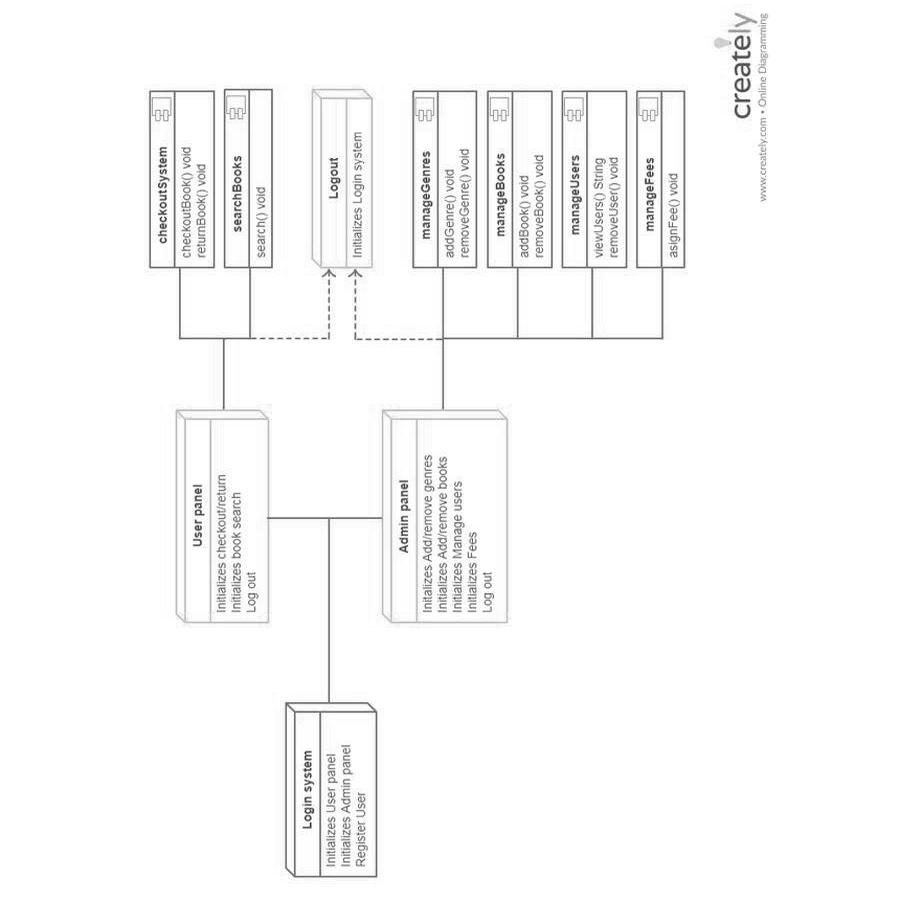 creately
www.creately.com • Online Diagramming
Login system
Initializes User panel
Initializes Admin panel
Register User
User panel
Initializes checkout/return
Initializes book search
Log out
Admin panel
Initalizes Add/remove genres
Initializes Add/remove books
Initializes Manage users
Initializes Fees
Log out
checkoutSystem
checkoutBook() void
returnBook() void
searchBooks
search() void
Logout
Initializes Login system
manageGenres
addGenre() void
removeGenre() void
manageBooks
addBook() void
removeBook() void
manageUsers
viewUsers() String
removeUser() void
manageFees
asignFee() void